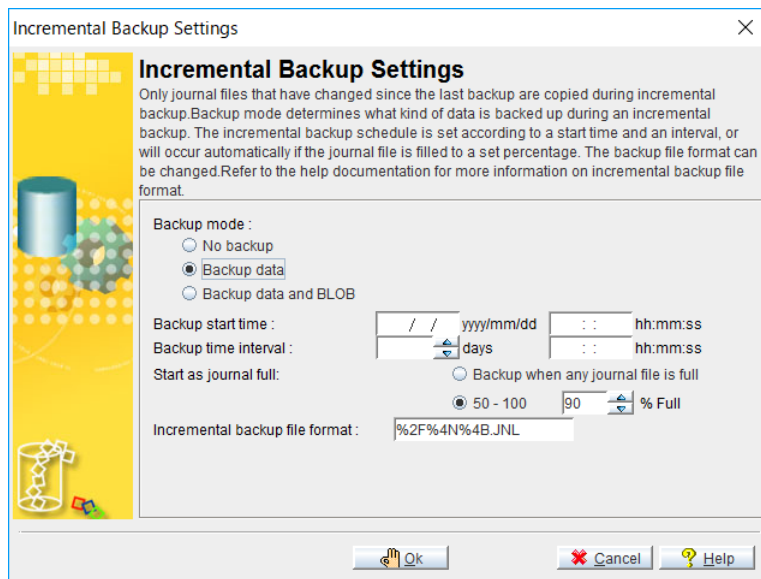 Incremental Backup Settings
Incremental Backup Settings
Only journal files that have changed since the last backup are copied during incremental
backup.Backup mode determines what kind of data is backed up during an incremental
backup. The incremental backup schedule is set according to a start time and an interval, or
will occur automatically if the journal file is filled to a set percentage. The backup file format can
be changed.Refer to the help documentation for more information on incremental backup file
format.
Backup mode :
No backup
Backup data
Backup data and BLOB
Backup start time : / / yyyy/mm/dd : : hh:mm:ss
Backup time interval : days : : hh:mm:ss
Start as journal full: Backup when any journal file is full
50 - 100 90 % Full
Incremental backup file format : %2F%4N%4B.JNL
Ok Cancel Help